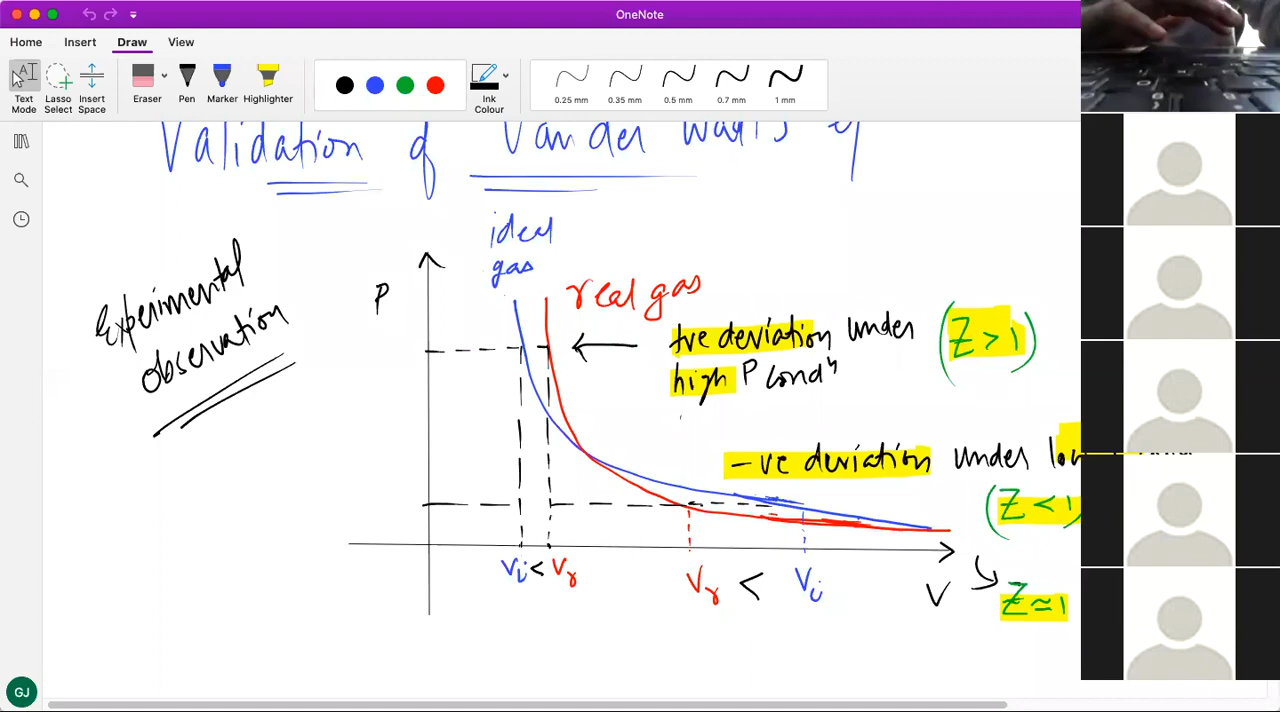 OneNote
Home Insert Draw View
Text Mode
Lasso Select
Insert Space
Eraser
Pen
Marker
Highlighter
Ink Colour
0.25 mm
0.35 mm
0.5 mm
0.7 mm
1 mm
Validation of Vander Walls
ideal
gas
P
real gas
Experimental
observation
+ve deviation under
high P condn
(Z > 1)
-ve deviation under
(Z < 1
Vi < Vr
Vr < Vi
V
Z ≃ 1
GJ